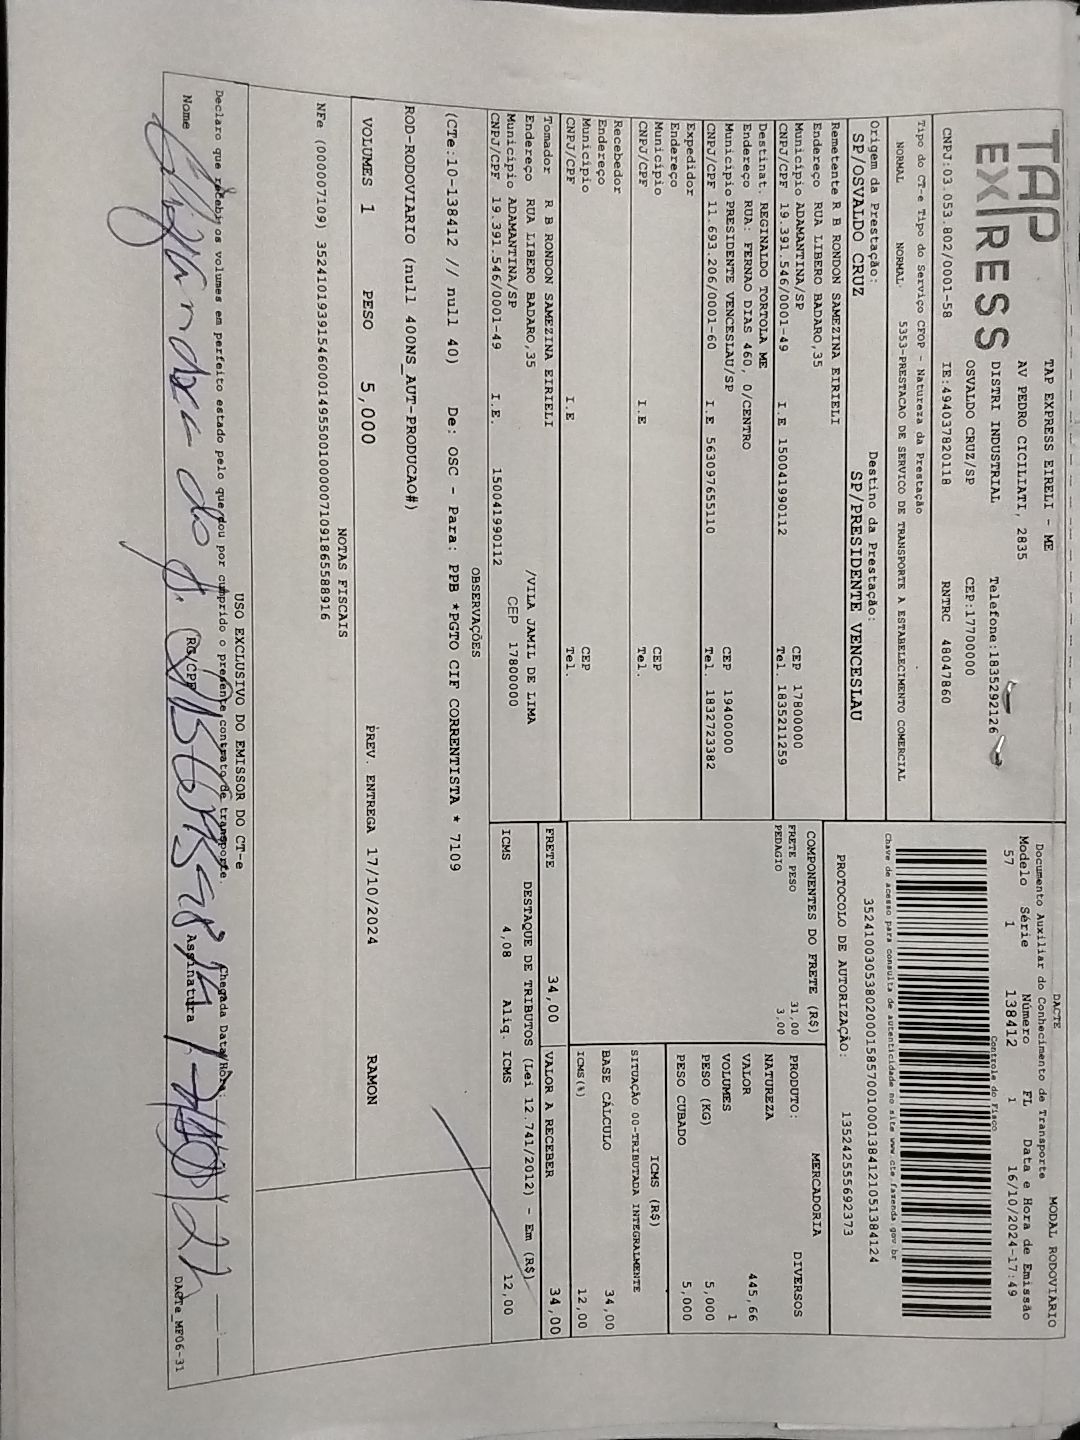 TAP
EXPRESS
TAP EXPRESS EIRELI - ME
AV PEDRO CICILIATI, 2835
DISTRI INDUSTRIAL Telefone:1835292126
OSVALDO CRUZ/SP CEP:17700000
CNPJ:03.053.802/0001-58 IE:494037820118 RNTRC 48047860
Tipo do CT-e Tipo do Serviço CFOP - Natureza da Prestação
NORMAL NORMAL 5353-PRESTACAO DE SERVICO DE TRANSPORTE A ESTABELECIMENTO COMERCIAL
Origem da Prestação: Destino da Prestação:
SP/OSVALDO CRUZ SP/PRESIDENTE VENCESLAU
Remetente R B RONDON SAMEZINA EIRIELI
Endereço RUA LIBERO BADARO,35
Município ADAMANTINA/SP CEP 17800000
CNPJ/CPF 19.391.546/0001-49 I.E 150041990112 Tel. 1835211259
Destinat. REGINALDO TORTOLA ME
Endereço RUA: FERNAO DIAS 460, 0/CENTRO
Município PRESIDENTE VENCESLAU/SP CEP 19400000
CNPJ/CPF 11.693.206/0001-60 I.E 563097655110 Tel. 1832723382
Expedidor
Endereço
Município CEP
CNPJ/CPF I.E Tel.
Recebedor
Endereço
Município CEP
CNPJ/CPF I.E Tel.
Tomador R B RONDON SAMEZINA EIRIELI
Endereço RUA LIBERO BADARO,35 /VILA JAMIL DE LIMA
Município ADAMANTINA/SP CEP 17800000
CNPJ/CPF 19.391.546/0001-49 I.E. 150041990112
DACTE MODAL RODOVIARIO
Documento Auxiliar do Conhecimento de Transporte
Modelo Série Número FL Data e Hora de Emissão
57 1 138412 1 16/10/2024-17:49
Controle do Fisco
Chave de acesso para consulta de autenticidade no site www.cte.fazenda.gov.br
35241003053802000158570010001384121051384124
PROTOCOLO DE AUTORIZAÇÃO: 135242555692373
COMPONENTES DO FRETE (R$)
FRETE PESO 31,00
PEDAGIO 3,00
MERCADORIA
PRODUTO: DIVERSOS
NATUREZA
VALOR 445,66
VOLUMES 1
PESO (KG) 5,000
PESO CUBADO 5,000
ICMS (R$)
SITUAÇÃO 00-TRIBUTADA INTEGRALMENTE
BASE CÁLCULO 34,00
ICMS(%) 12,00
FRETE 34,00 VALOR A RECEBER 34,00
DESTAQUE DE TRIBUTOS (Lei 12.741/2012) - Em (R$)
ICMS 4,08 Aliq. ICMS 12,00
OBSERVAÇÕES
(CTe:10-138412 // null 40) De: OSC - Para: PPB *PGTO CIF CORRENTISTA * 7109
ROD-RODOVIARIO (null 400NS_AUT-PRODUCAO#)
VOLUMES 1 PESO 5,000 PREV. ENTREGA 17/10/2024 RAMON
NOTAS FISCAIS
NFe (000007109) 35241019391546000149550010000071091865588916
USO EXCLUSIVO DO EMISSOR DO CT-e
Declaro que recebi os volumes em perfeito estado pelo que dou por cumprido o presente contrato de transporte. Chegada Data/Hora:
Nome RG/CPF Assinatura
DACTe_MF06-31